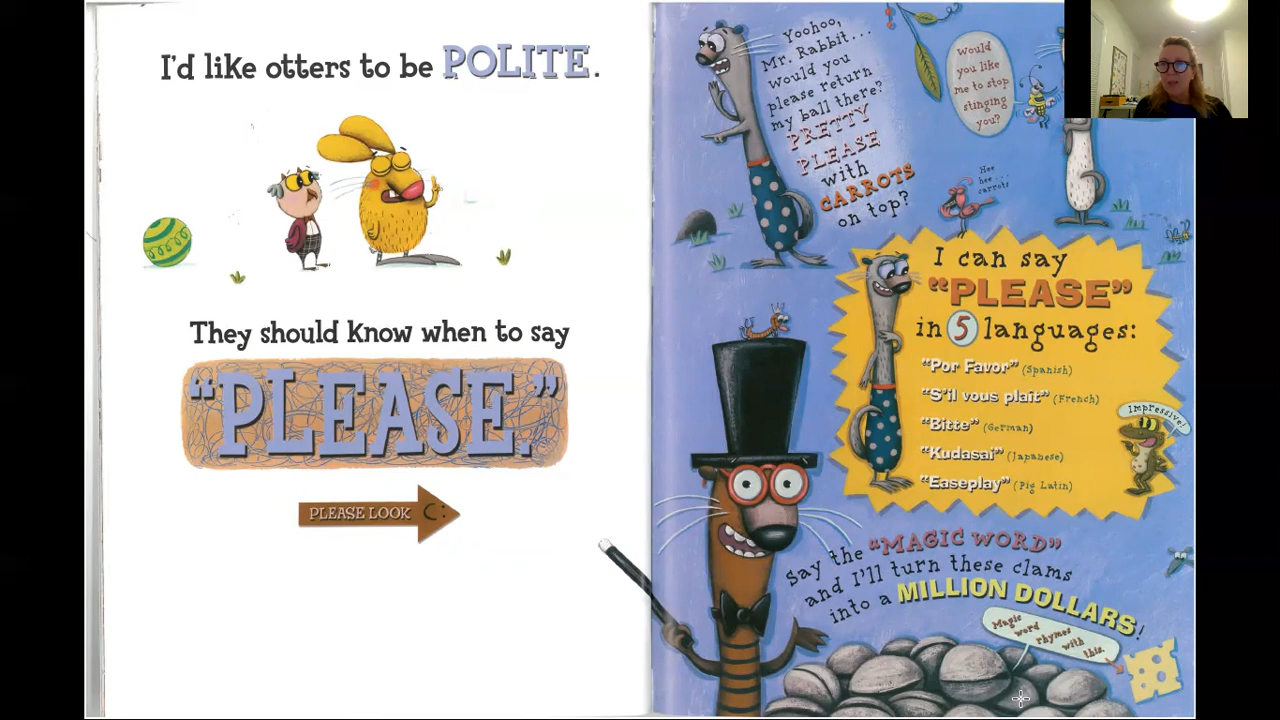 I'd like otters to be POLITE.
They should know when to say
"PLEASE."
PLEASE LOOK
Yoohoo,
Mr. Rabbit...
would you
please return
my ball there?
PRETTY
PLEASE
with
CARROTS
on top?
would
you like
me to stop
stinging
you?
Hee
hee...
carrots
I can say
"PLEASE"
in 5 languages:
"Por Favor" (Spanish)
"S'il vous plait" (French)
"Bitte" (German)
"Kudasai" (Japanese)
"Easeplay" (Pig Latin)
Impressive!
Say the "MAGIC WORD"
and I'll turn these clams
into a MILLION DOLLARS!
Magic
word
rhymes
with
this.